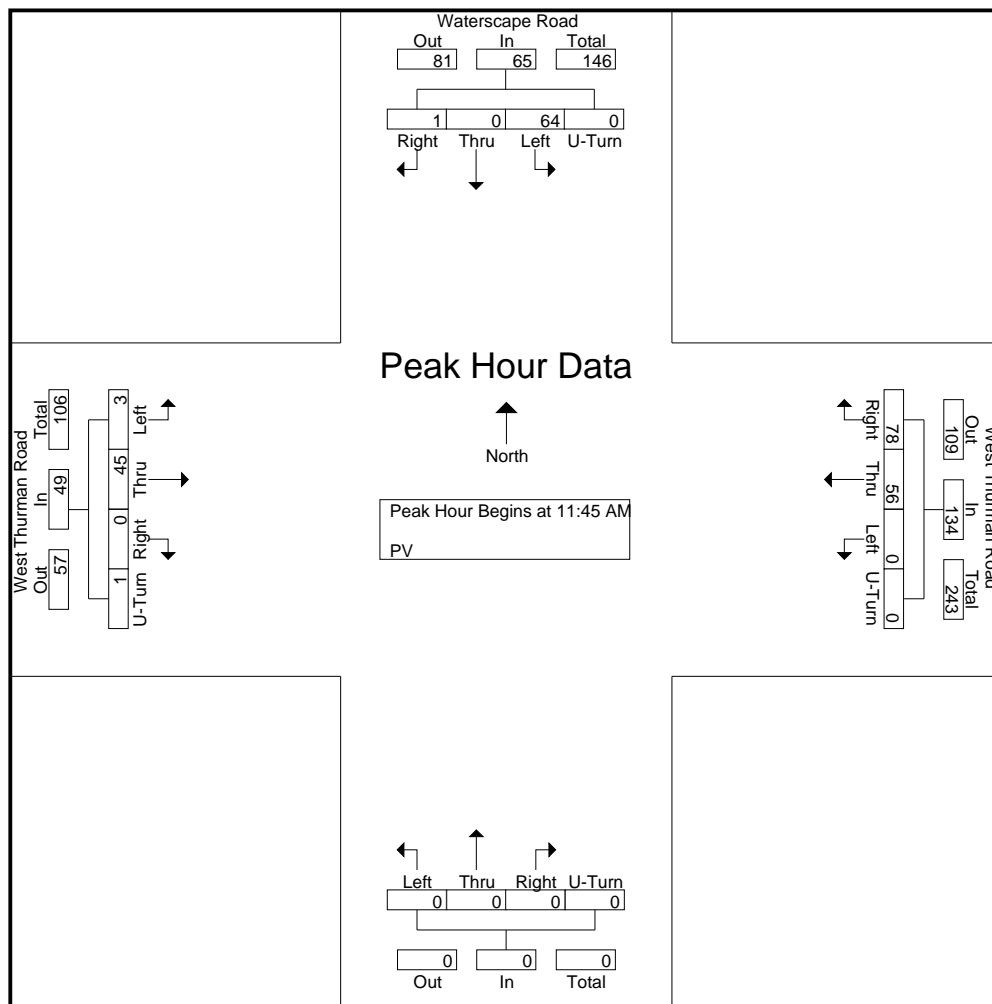 Waterscape Road
Out In Total
81 65 146
1 0 64 0
Right Thru Left U-Turn
Peak Hour Data
North
Peak Hour Begins at 11:45 AM
PV
West Thurman Road
Total In Out
106 49 57
3 45 0 1
Left Thru Right U-Turn
West Thurman Road
Out In Total
109 134 243
78 56 0 0
Right Thru Left U-Turn
Left Thru Right U-Turn
0 0 0 0
0 0 0
Out In Total